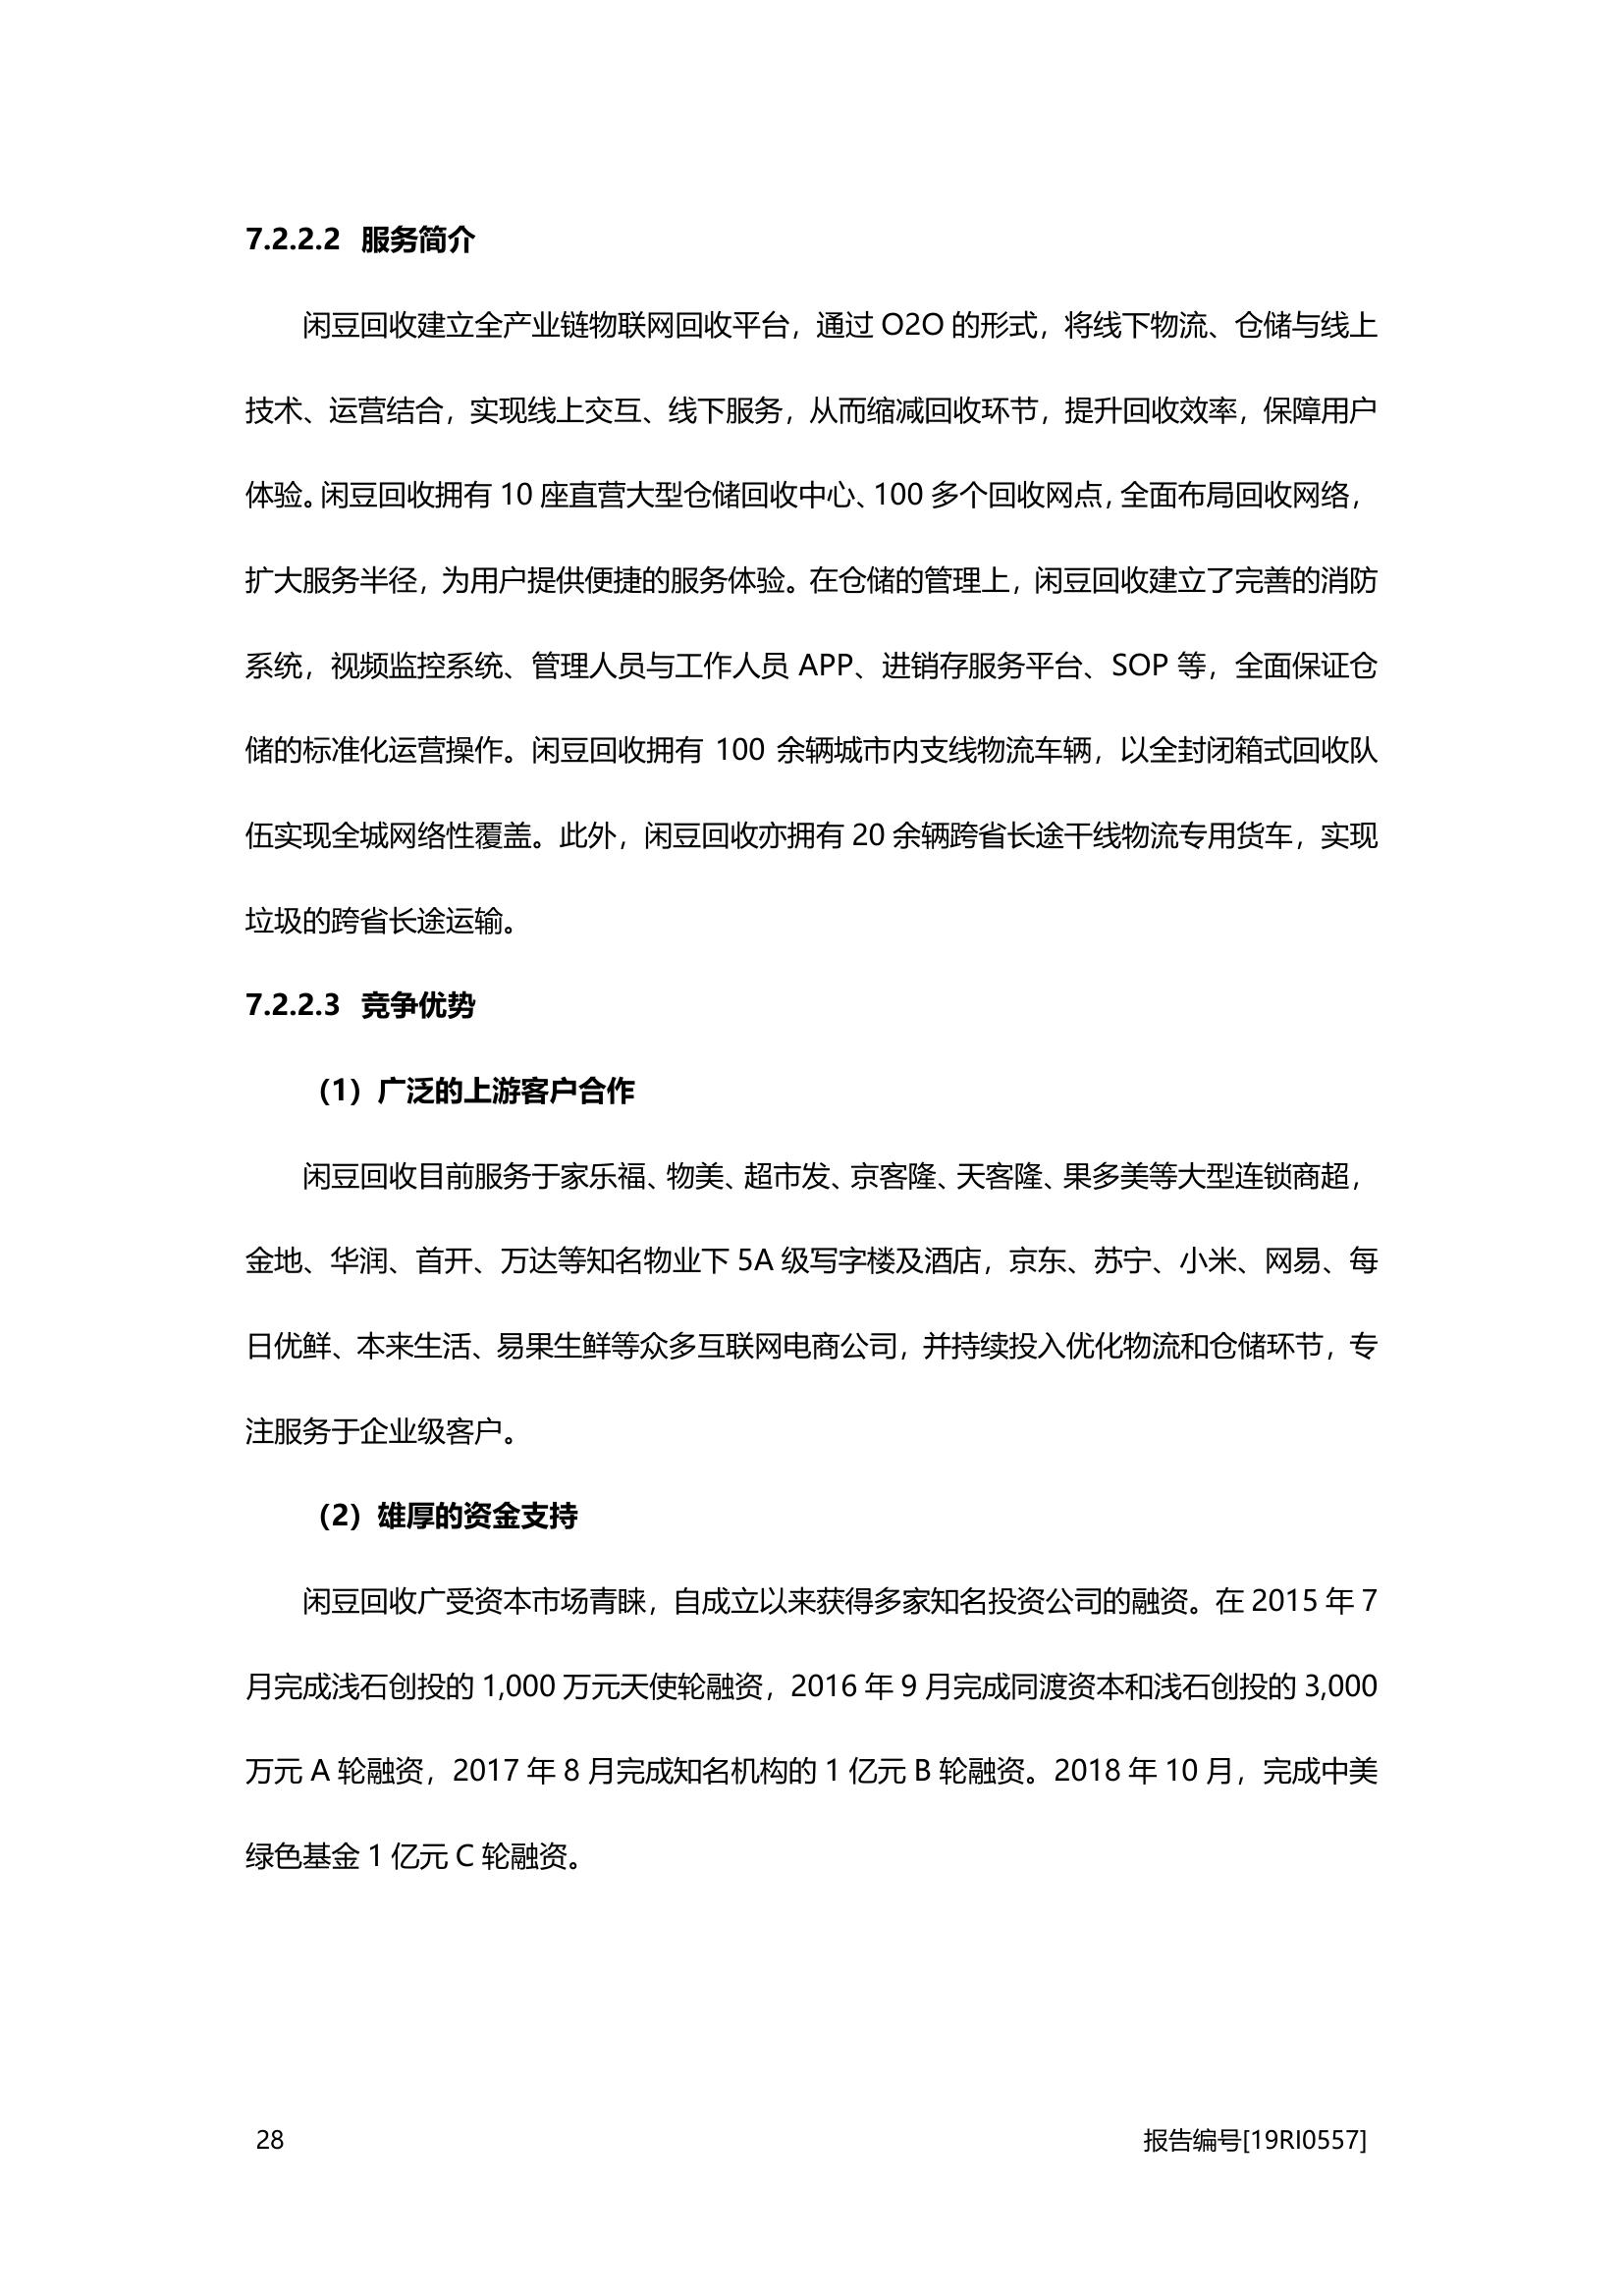 7.2.2.2 服务简介
闲豆回收建立全产业链物联网回收平台，通过 O2O 的形式，将线下物流、仓储与线上
技术、运营结合，实现线上交互、线下服务，从而缩减回收环节，提升回收效率，保障用户
体验。闲豆回收拥有 10 座直营大型仓储回收中心、100 多个回收网点，全面布局回收网络，
扩大服务半径，为用户提供便捷的服务体验。在仓储的管理上，闲豆回收建立了完善的消防
系统，视频监控系统、管理人员与工作人员 APP、进销存服务平台、SOP 等，全面保证仓
储的标准化运营操作。闲豆回收拥有 100 余辆城市内支线物流车辆，以全封闭箱式回收队
伍实现全城网络性覆盖。此外，闲豆回收亦拥有 20 余辆跨省长途干线物流专用货车，实现
垃圾的跨省长途运输。
7.2.2.3 竞争优势
（1）广泛的上游客户合作
闲豆回收目前服务于家乐福、物美、超市发、京客隆、天客隆、果多美等大型连锁商超，
金地、华润、首开、万达等知名物业下 5A 级写字楼及酒店，京东、苏宁、小米、网易、每
日优鲜、本来生活、易果生鲜等众多互联网电商公司，并持续投入优化物流和仓储环节，专
注服务于企业级客户。
（2）雄厚的资金支持
闲豆回收广受资本市场青睐，自成立以来获得多家知名投资公司的融资。在 2015 年 7
月完成浅石创投的 1,000 万元天使轮融资，2016 年 9 月完成同渡资本和浅石创投的 3,000
万元 A 轮融资，2017 年 8 月完成知名机构的 1 亿元 B 轮融资。2018 年 10 月，完成中美
绿色基金 1 亿元 C 轮融资。
28 报告编号[19RI0557]